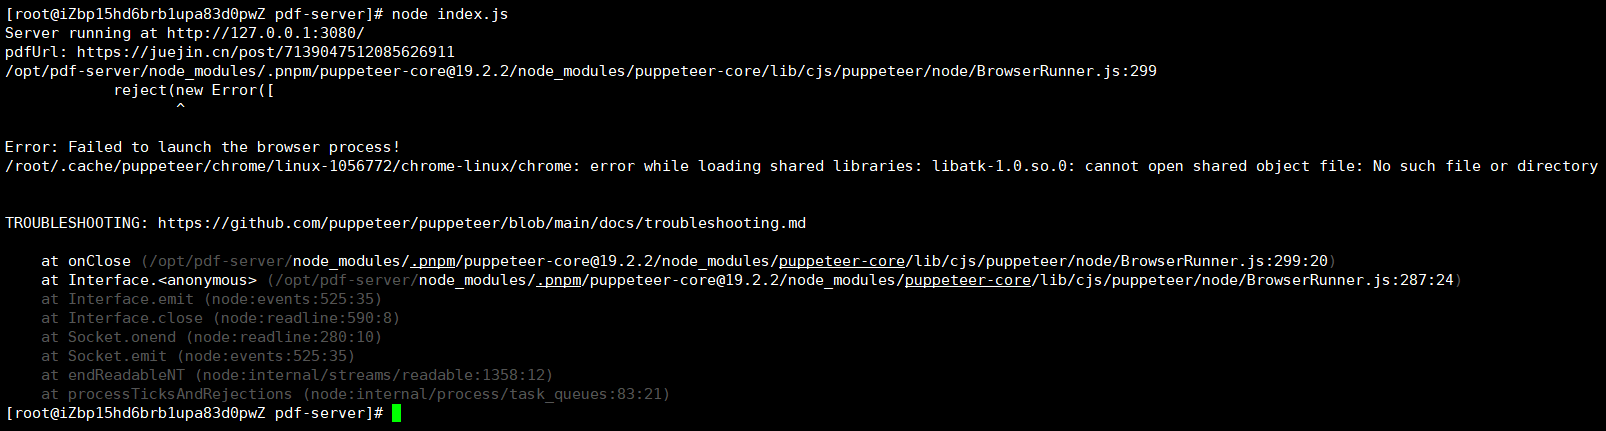 [root@iZbp15hd6brb1upa83d0pwZ pdf-server]# node index.js
Server running at http://127.0.0.1:3080/
pdfUrl: https://juejin.cn/post/7139047512085626911
/opt/pdf-server/node_modules/.pnpm/puppeteer-core@19.2.2/node_modules/puppeteer-core/lib/cjs/puppeteer/node/BrowserRunner.js:299
            reject(new Error([
                   ^
Error: Failed to launch the browser process!
/root/.cache/puppeteer/chrome/linux-1056772/chrome-linux/chrome: error while loading shared libraries: libatk-1.0.so.0: cannot open shared object file: No such file or directory
TROUBLESHOOTING: https://github.com/puppeteer/puppeteer/blob/main/docs/troubleshooting.md
    at onClose (/opt/pdf-server/node_modules/.pnpm/puppeteer-core@19.2.2/node_modules/puppeteer-core/lib/cjs/puppeteer/node/BrowserRunner.js:299:20)
    at Interface.<anonymous> (/opt/pdf-server/node_modules/.pnpm/puppeteer-core@19.2.2/node_modules/puppeteer-core/lib/cjs/puppeteer/node/BrowserRunner.js:287:24)
    at Interface.emit (node:events:525:35)
    at Interface.close (node:readline:590:8)
    at Socket.onend (node:readline:280:10)
    at Socket.emit (node:events:525:35)
    at endReadableNT (node:internal/streams/readable:1358:12)
    at processTicksAndRejections (node:internal/process/task_queues:83:21)
[root@iZbp15hd6brb1upa83d0pwZ pdf-server]#